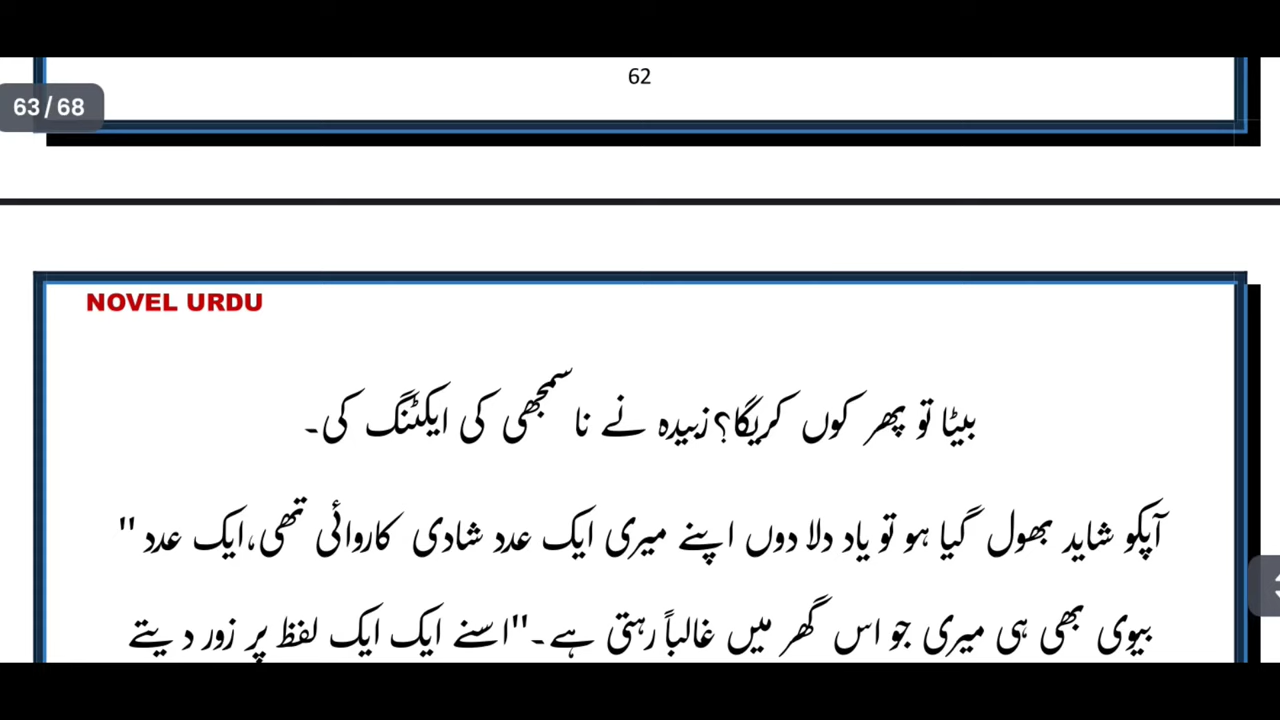 62
63 / 68
NOVEL URDU
بیٹا تو پھر کوں کریگا؟زبیدہ نے نا سمجھی کی ایکٹنگ کی۔
آپکو شاید بھول گیا ہو تو یاد دلا دوں اپنے میری ایک عدد شادی کاروائی تھی،ایک عدد "
بیوی بھی ہی میری جو اس گھر میں غالباً رہتی ہے۔"اسنے ایک ایک لفظ پر زور دیتے